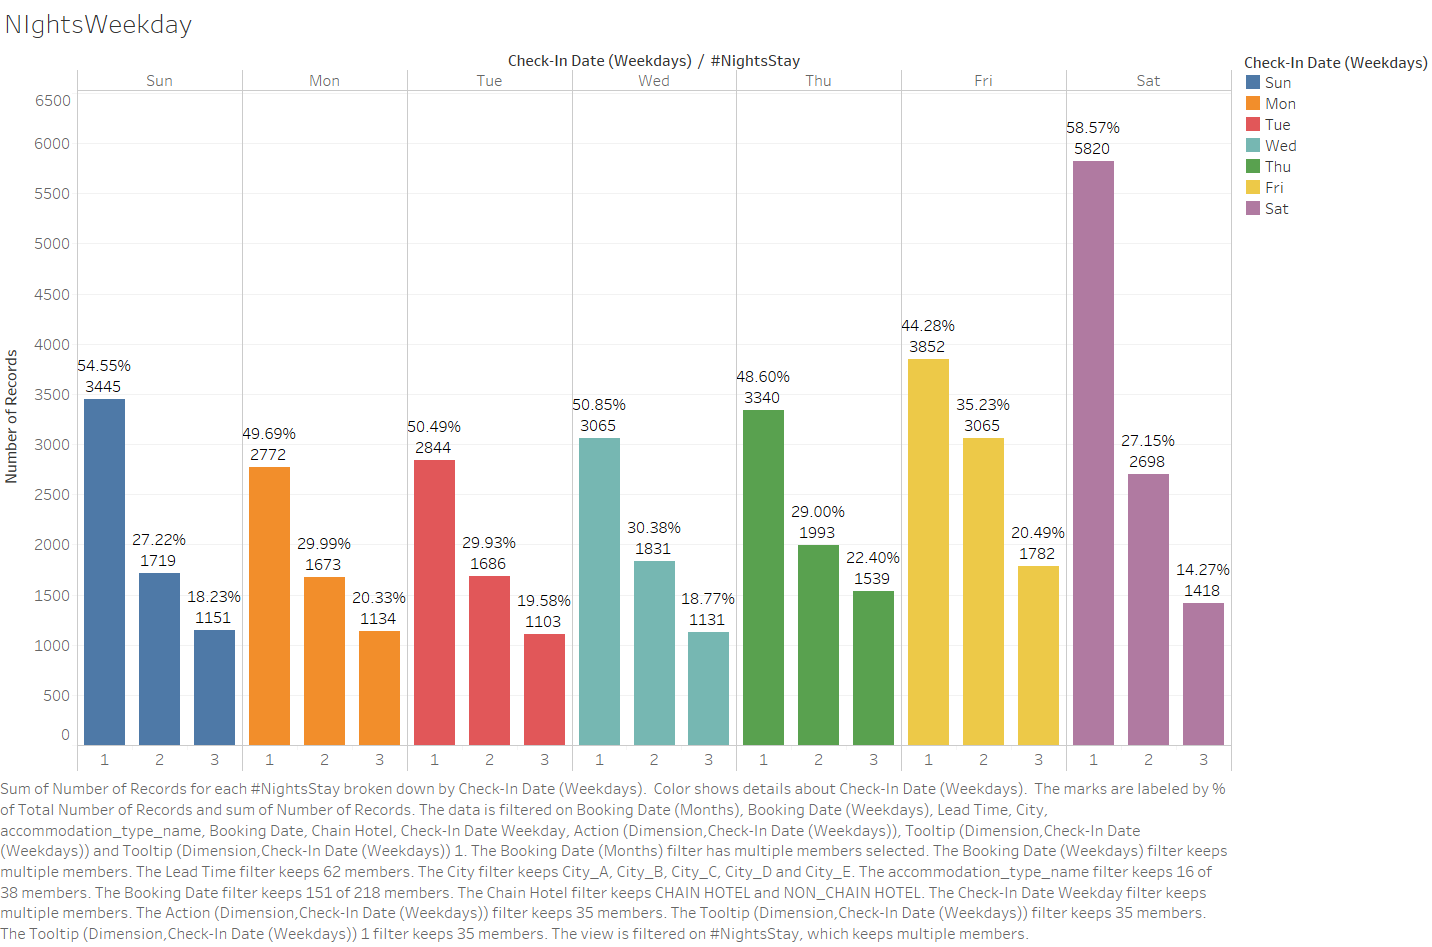 NIghtsWeekday
Check-In Date (Weekdays) / #NightsStay
Check-In Date (Weekdays)
Sun Mon Tue Wed Thu Fri Sat
Sun
Mon
Tue
Wed
Thu
Fri
Sat
Number of Records
6500
6000
5500
5000
4500
4000
3500
3000
2500
2000
1500
1000
500
0
54.55%
3445
27.22%
1719
18.23%
1151
49.69%
2772
29.99%
1673
20.33%
1134
50.49%
2844
29.93%
1686
19.58%
1103
50.85%
3065
30.38%
1831
18.77%
1131
48.60%
3340
29.00%
1993
22.40%
1539
44.28%
3852
35.23%
3065
20.49%
1782
58.57%
5820
27.15%
2698
14.27%
1418
1 2 3 1 2 3 1 2 3 1 2 3 1 2 3 1 2 3 1 2 3
Sum of Number of Records for each #NightsStay broken down by Check-In Date (Weekdays). Color shows details about Check-In Date (Weekdays). The marks are labeled by %
of Total Number of Records and sum of Number of Records. The data is filtered on Booking Date (Months), Booking Date (Weekdays), Lead Time, City,
accommodation_type_name, Booking Date, Chain Hotel, Check-In Date Weekday, Action (Dimension,Check-In Date (Weekdays)), Tooltip (Dimension,Check-In Date
(Weekdays)) and Tooltip (Dimension,Check-In Date (Weekdays)) 1. The Booking Date (Months) filter has multiple members selected. The Booking Date (Weekdays) filter keeps
multiple members. The Lead Time filter keeps 62 members. The City filter keeps City_A, City_B, City_C, City_D and City_E. The accommodation_type_name filter keeps 16 of
38 members. The Booking Date filter keeps 151 of 218 members. The Chain Hotel filter keeps CHAIN HOTEL and NON_CHAIN HOTEL. The Check-In Date Weekday filter keeps
multiple members. The Action (Dimension,Check-In Date (Weekdays)) filter keeps 35 members. The Tooltip (Dimension,Check-In Date (Weekdays)) filter keeps 35 members.
The Tooltip (Dimension,Check-In Date (Weekdays)) 1 filter keeps 35 members. The view is filtered on #NightsStay, which keeps multiple members.